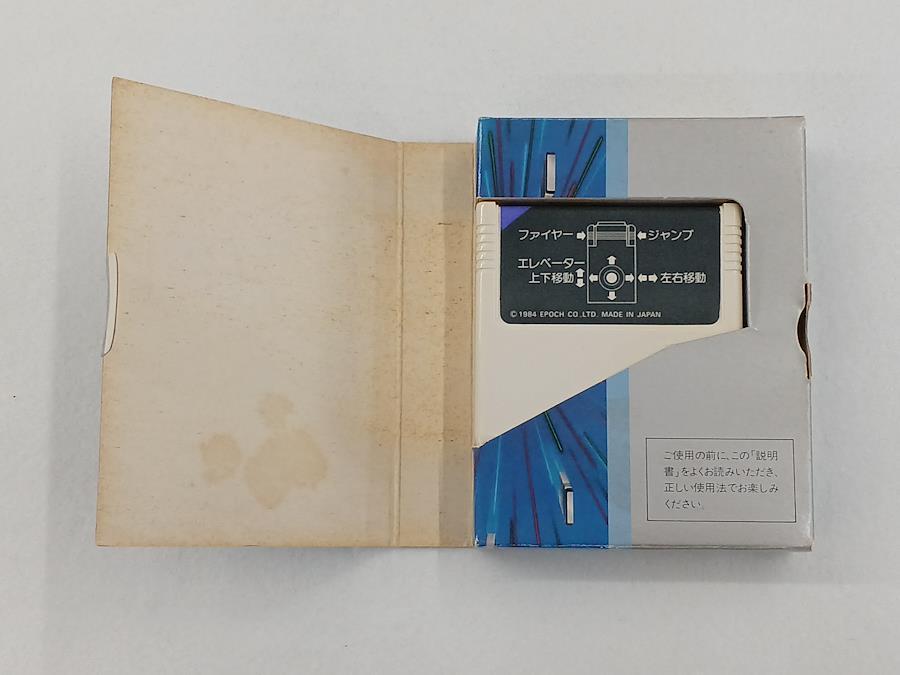 ファイヤー
ジャンプ
エレベーター
上下移動
左右移動
© 1984 EPOCH CO., LTD. MADE IN JAPAN
ご使用の前に、この「説明
書」をよくお読みいただき、
正しい使用法でお楽しみ
ください。